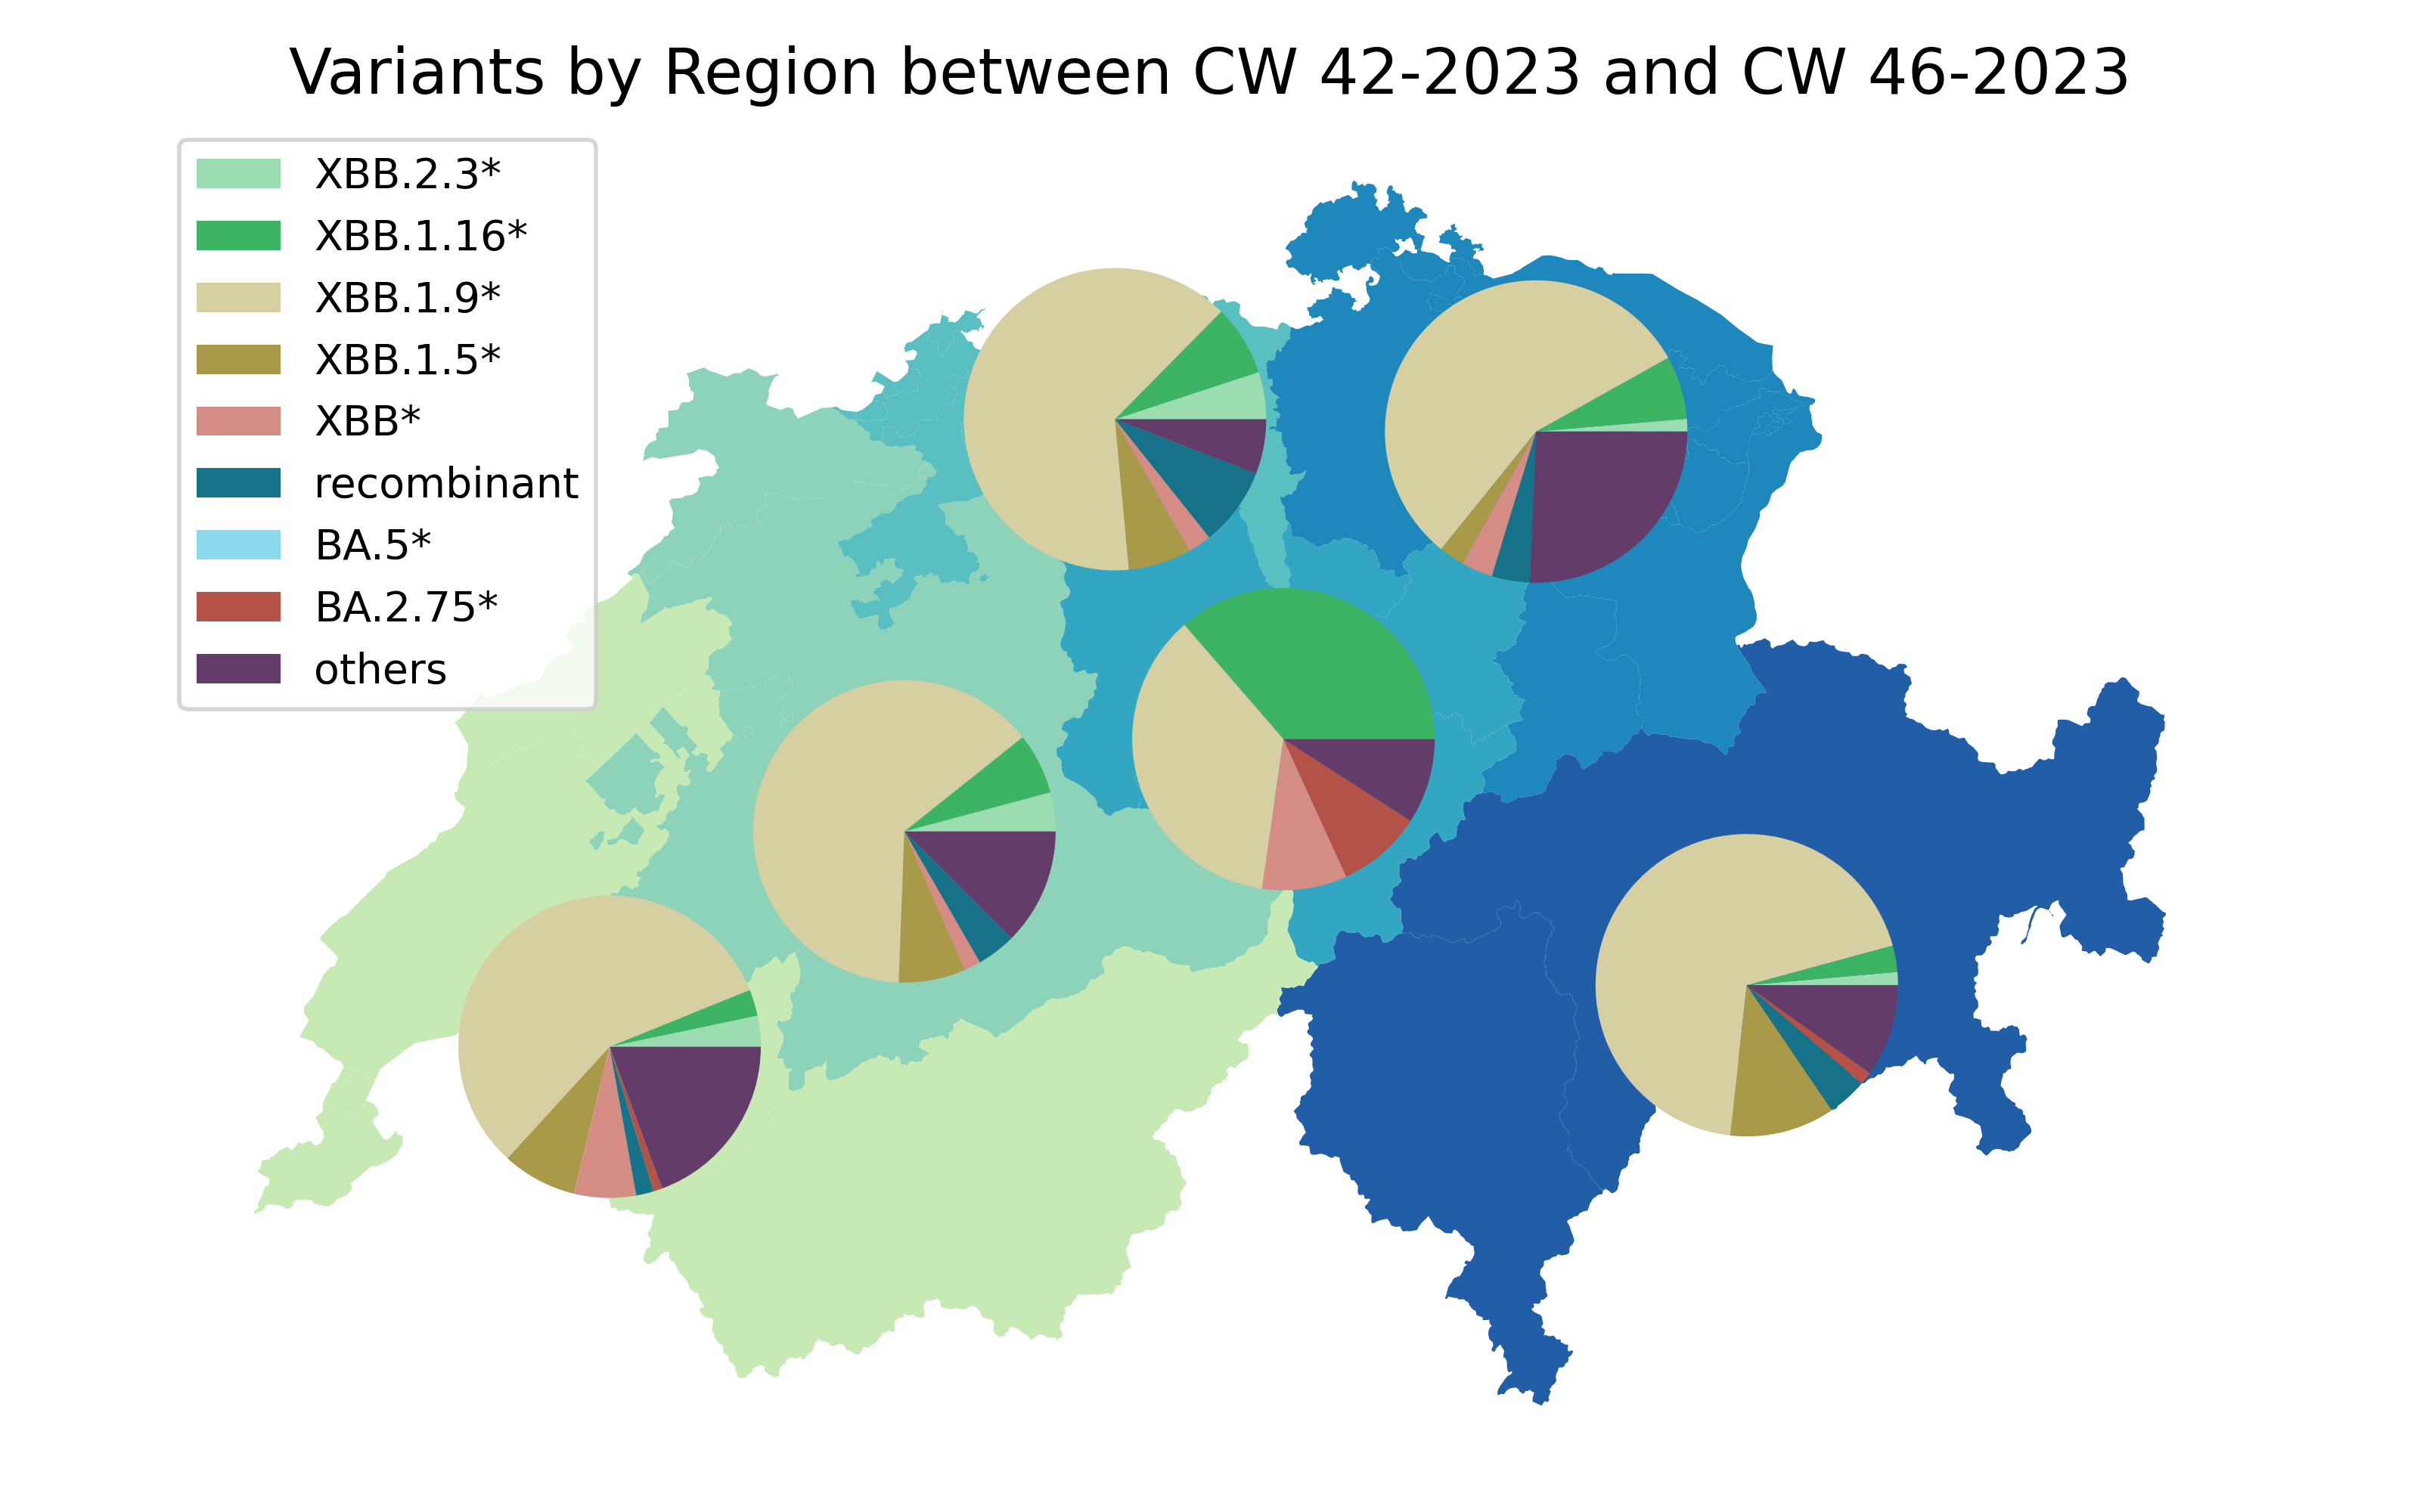 Variants by Region between CW 42-2023 and CW 46-2023
XBB.2.3*
XBB.1.16*
XBB.1.9*
XBB.1.5*
XBB*
recombinant
BA.5*
BA.2.75*
others